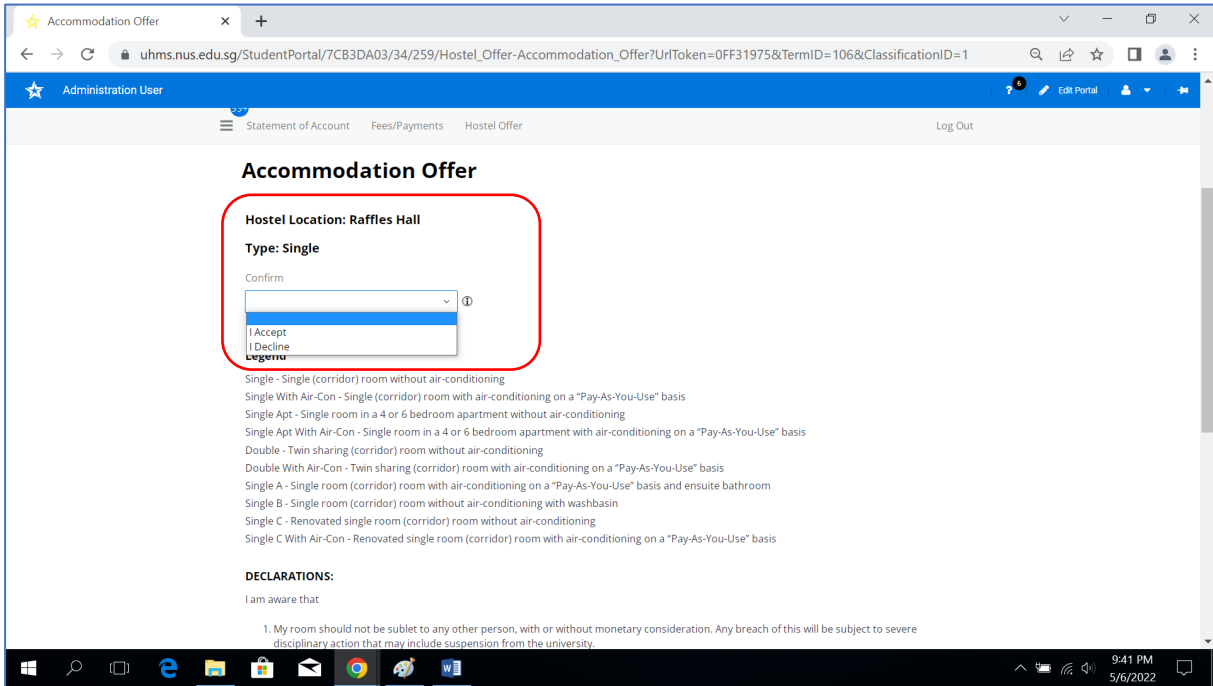 Accommodation Offer
uhms.nus.edu.sg/StudentPortal/7CB3DA03/34/259/Hostel_Offer-Accommodation_Offer?UrlToken=0FF31975&TermID=106&ClassificationID=1
Administration User
? 6 Edit Portal
99+
Statement of Account Fees/Payments Hostel Offer Log Out
Accommodation Offer
Hostel Location: Raffles Hall
Type: Single
Confirm
I Accept
I Decline
Legend
Single - Single (corridor) room without air-conditioning
Single With Air-Con - Single (corridor) room with air-conditioning on a “Pay-As-You-Use” basis
Single Apt - Single room in a 4 or 6 bedroom apartment without air-conditioning
Single Apt With Air-Con - Single room in a 4 or 6 bedroom apartment with air-conditioning on a “Pay-As-You-Use” basis
Double - Twin sharing (corridor) room without air-conditioning
Double With Air-Con - Twin sharing (corridor) room with air-conditioning on a “Pay-As-You-Use” basis
Single A - Single room (corridor) room with air-conditioning on a “Pay-As-You-Use” basis and ensuite bathroom
Single B - Single room (corridor) room without air-conditioning with washbasin
Single C - Renovated single room (corridor) room without air-conditioning
Single C With Air-Con - Renovated single room (corridor) room with air-conditioning on a “Pay-As-You-Use” basis
DECLARATIONS:
I am aware that
1. My room should not be sublet to any other person, with or without monetary consideration. Any breach of this will be subject to severe
disciplinary action that may include suspension from the university.
9:41 PM
5/6/2022